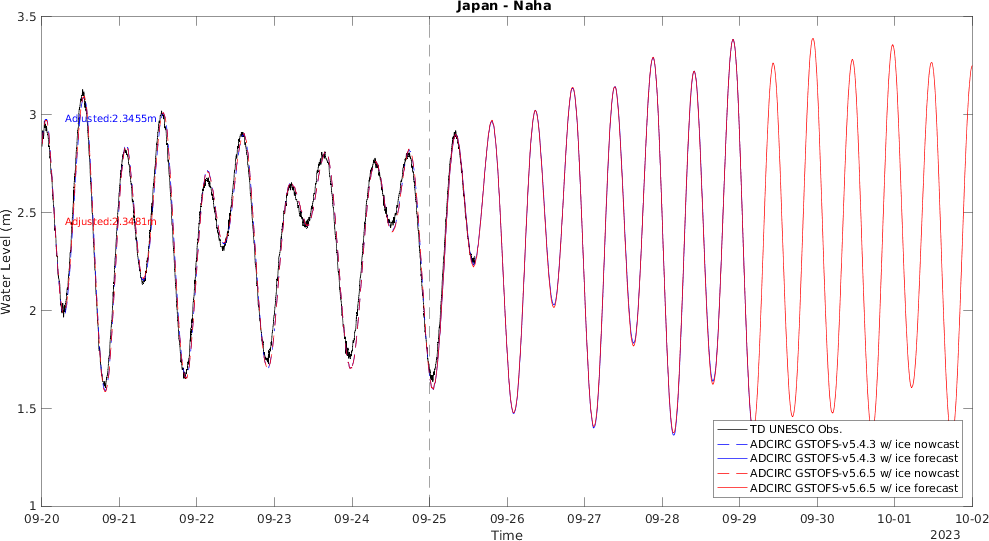 Japan - Naha
Water Level (m)
3.5
3
2.5
2
1.5
1
Adjusted:2.3455m
Adjusted:2.3481m
TD UNESCO Obs.
ADCIRC GSTOFS-v5.4.3 w/ ice nowcast
ADCIRC GSTOFS-v5.4.3 w/ ice forecast
ADCIRC GSTOFS-v5.6.5 w/ ice nowcast
ADCIRC GSTOFS-v5.6.5 w/ ice forecast
09-20 09-21 09-22 09-23 09-24 09-25 09-26 09-27 09-28 09-29 09-30 10-01 10-02
Time
2023